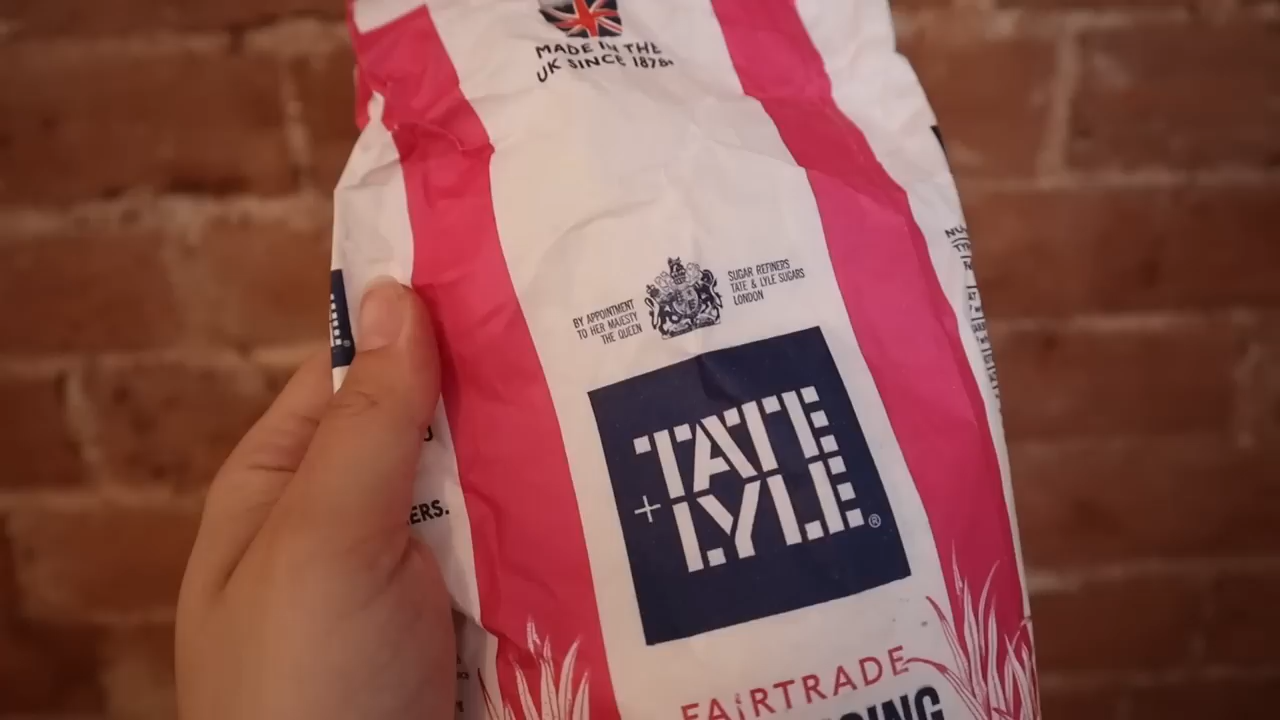 MADE IN THE
UK SINCE 1878
BY APPOINTMENT
TO HER MAJESTY
THE QUEEN
SUGAR REFINERS
TATE & LYLE SUGARS
LONDON
TATE
+ LYLE®
ERS.
FAIRTRADE